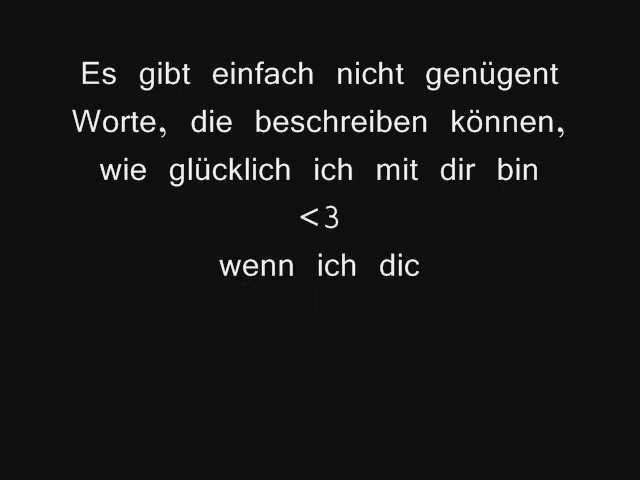 Es gibt einfach nicht genügent
Worte, die beschreiben können,
wie glücklich ich mit dir bin
<3
wenn ich dic